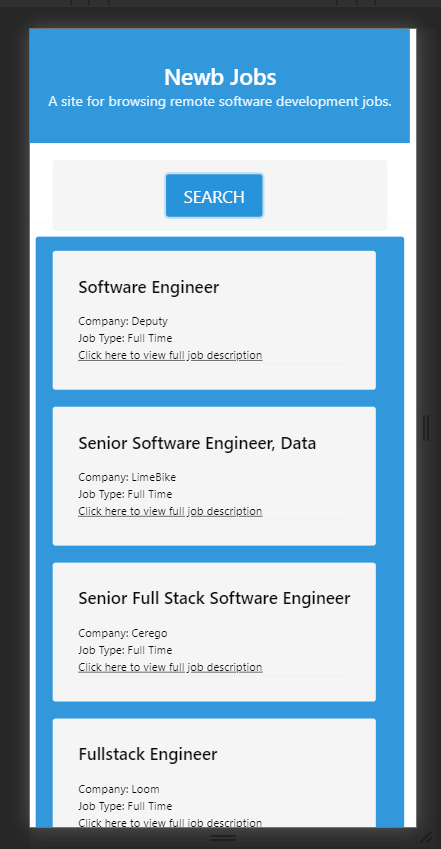 Newb Jobs
A site for browsing remote software development jobs.
SEARCH
Software Engineer
Company: Deputy
Job Type: Full Time
Click here to view full job description
Senior Software Engineer, Data
Company: LimeBike
Job Type: Full Time
Click here to view full job description
Senior Full Stack Software Engineer
Company: Cerego
Job Type: Full Time
Click here to view full job description
Fullstack Engineer
Company: Loom
Job Type: Full Time
Click here to view full job description